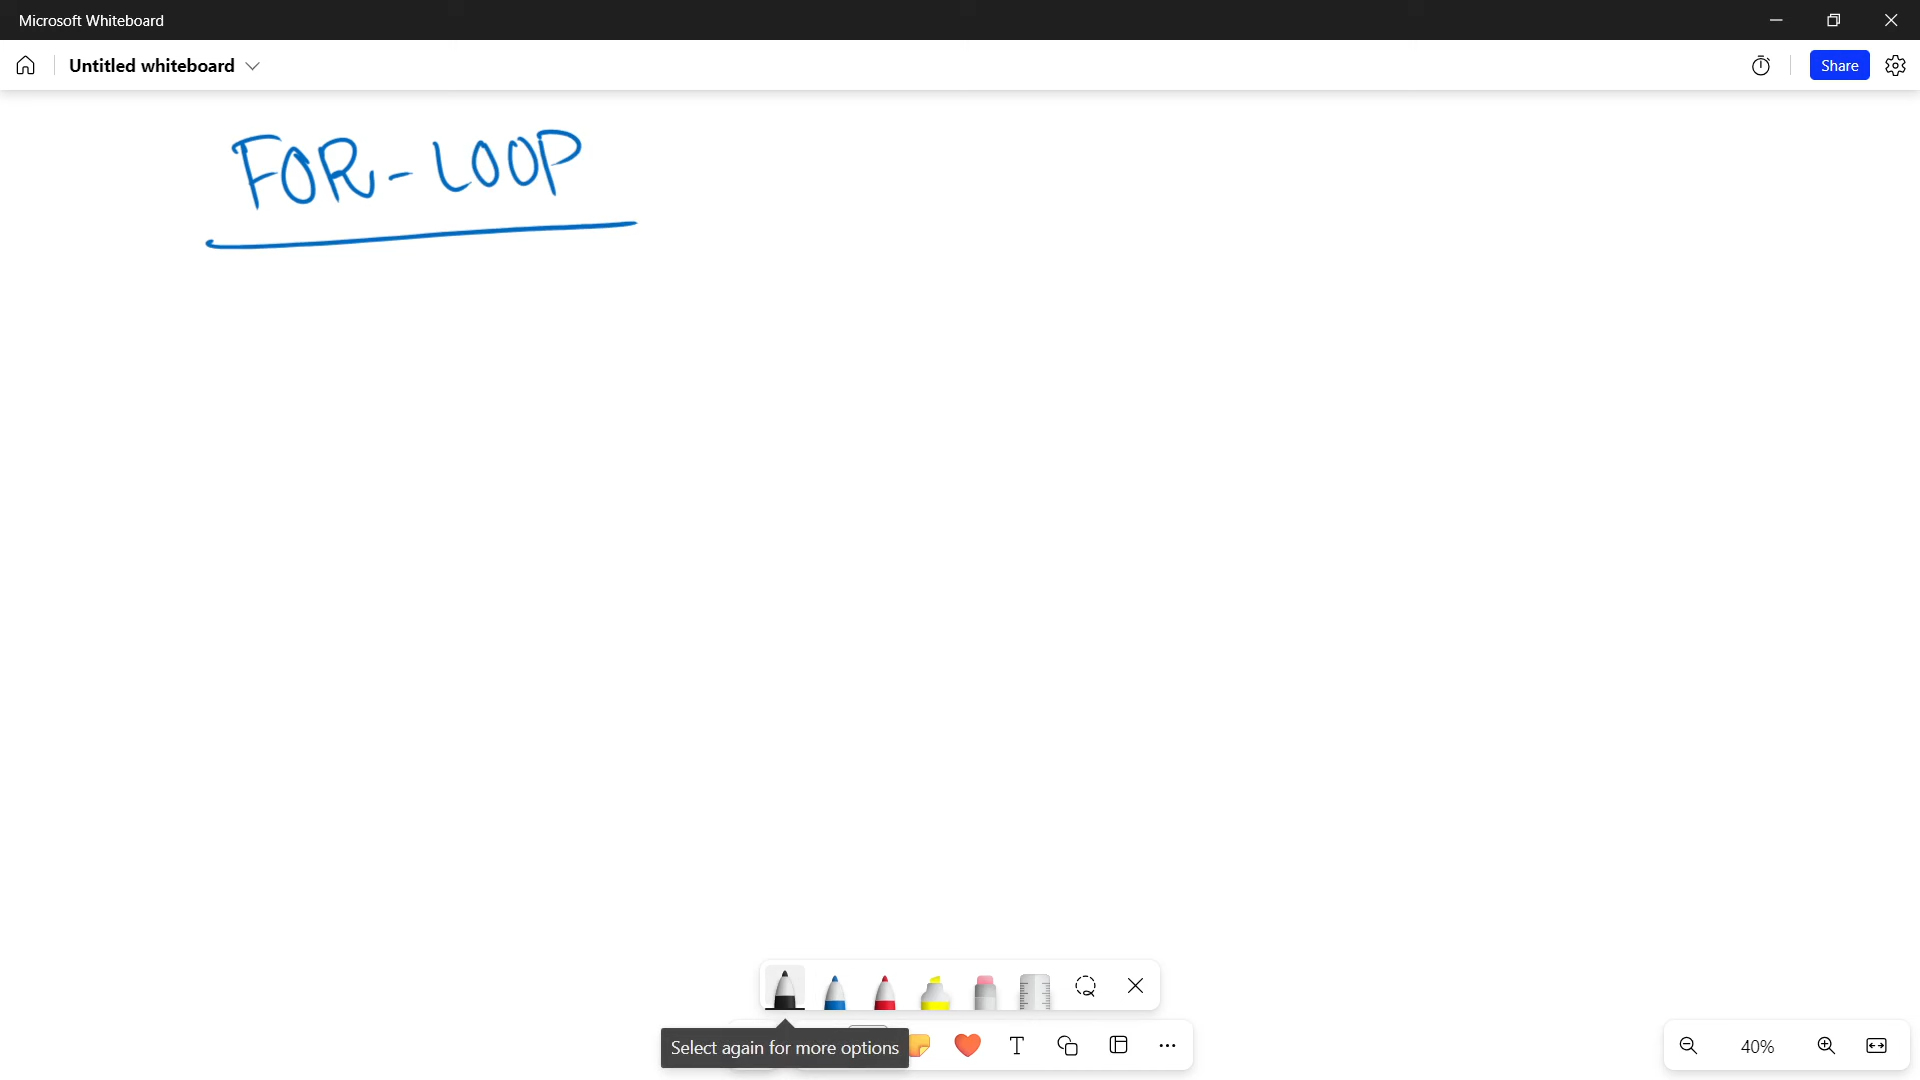 Microsoft Whiteboard
Untitled whiteboard
Share
FOR-LOOP
Select again for more options
T
40%